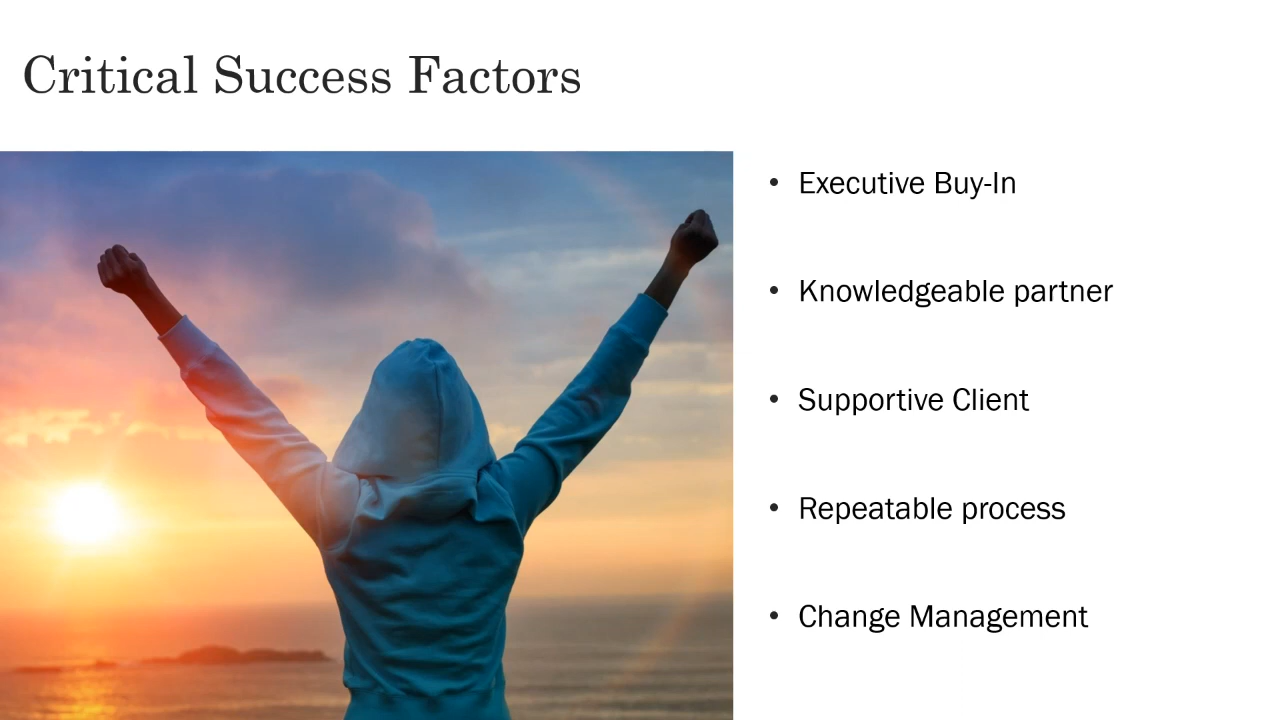 Critical Success Factors
• Executive Buy-In
• Knowledgeable partner
• Supportive Client
• Repeatable process
• Change Management